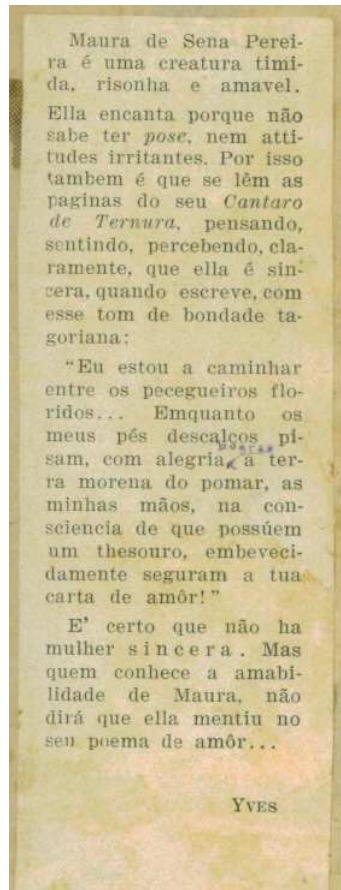 Maura de Sena Perei-
ra é uma creatura timi-
da, risonha e amavel.
Ella encanta porque não
sabe ter pose, nem atti-
tudes irritantes. Por isso
tambem é que se lêm as
paginas do seu Cantaro
de Ternura, pensando,
sentindo, percebendo, cla-
ramente, que ella é sin-
cera, quando escreve, com
esse tom de bondade ta-
goriana:
"Eu estou a caminhar
entre os pecegueiros flo-
ridos... Emquanto os
meus pés descalços pi-
sam, com alegria, a ter-
ra morena do pomar, as
minhas mãos, na con-
sciencia de que possúem
um thesouro, embeveci-
damente seguram a tua
carta de amôr!"
E' certo que não ha
mulher sincera. Mas
quem conhece a amabi-
lidade de Maura, não
dirá que ella mentiu no
seu poema de amôr...
YVES